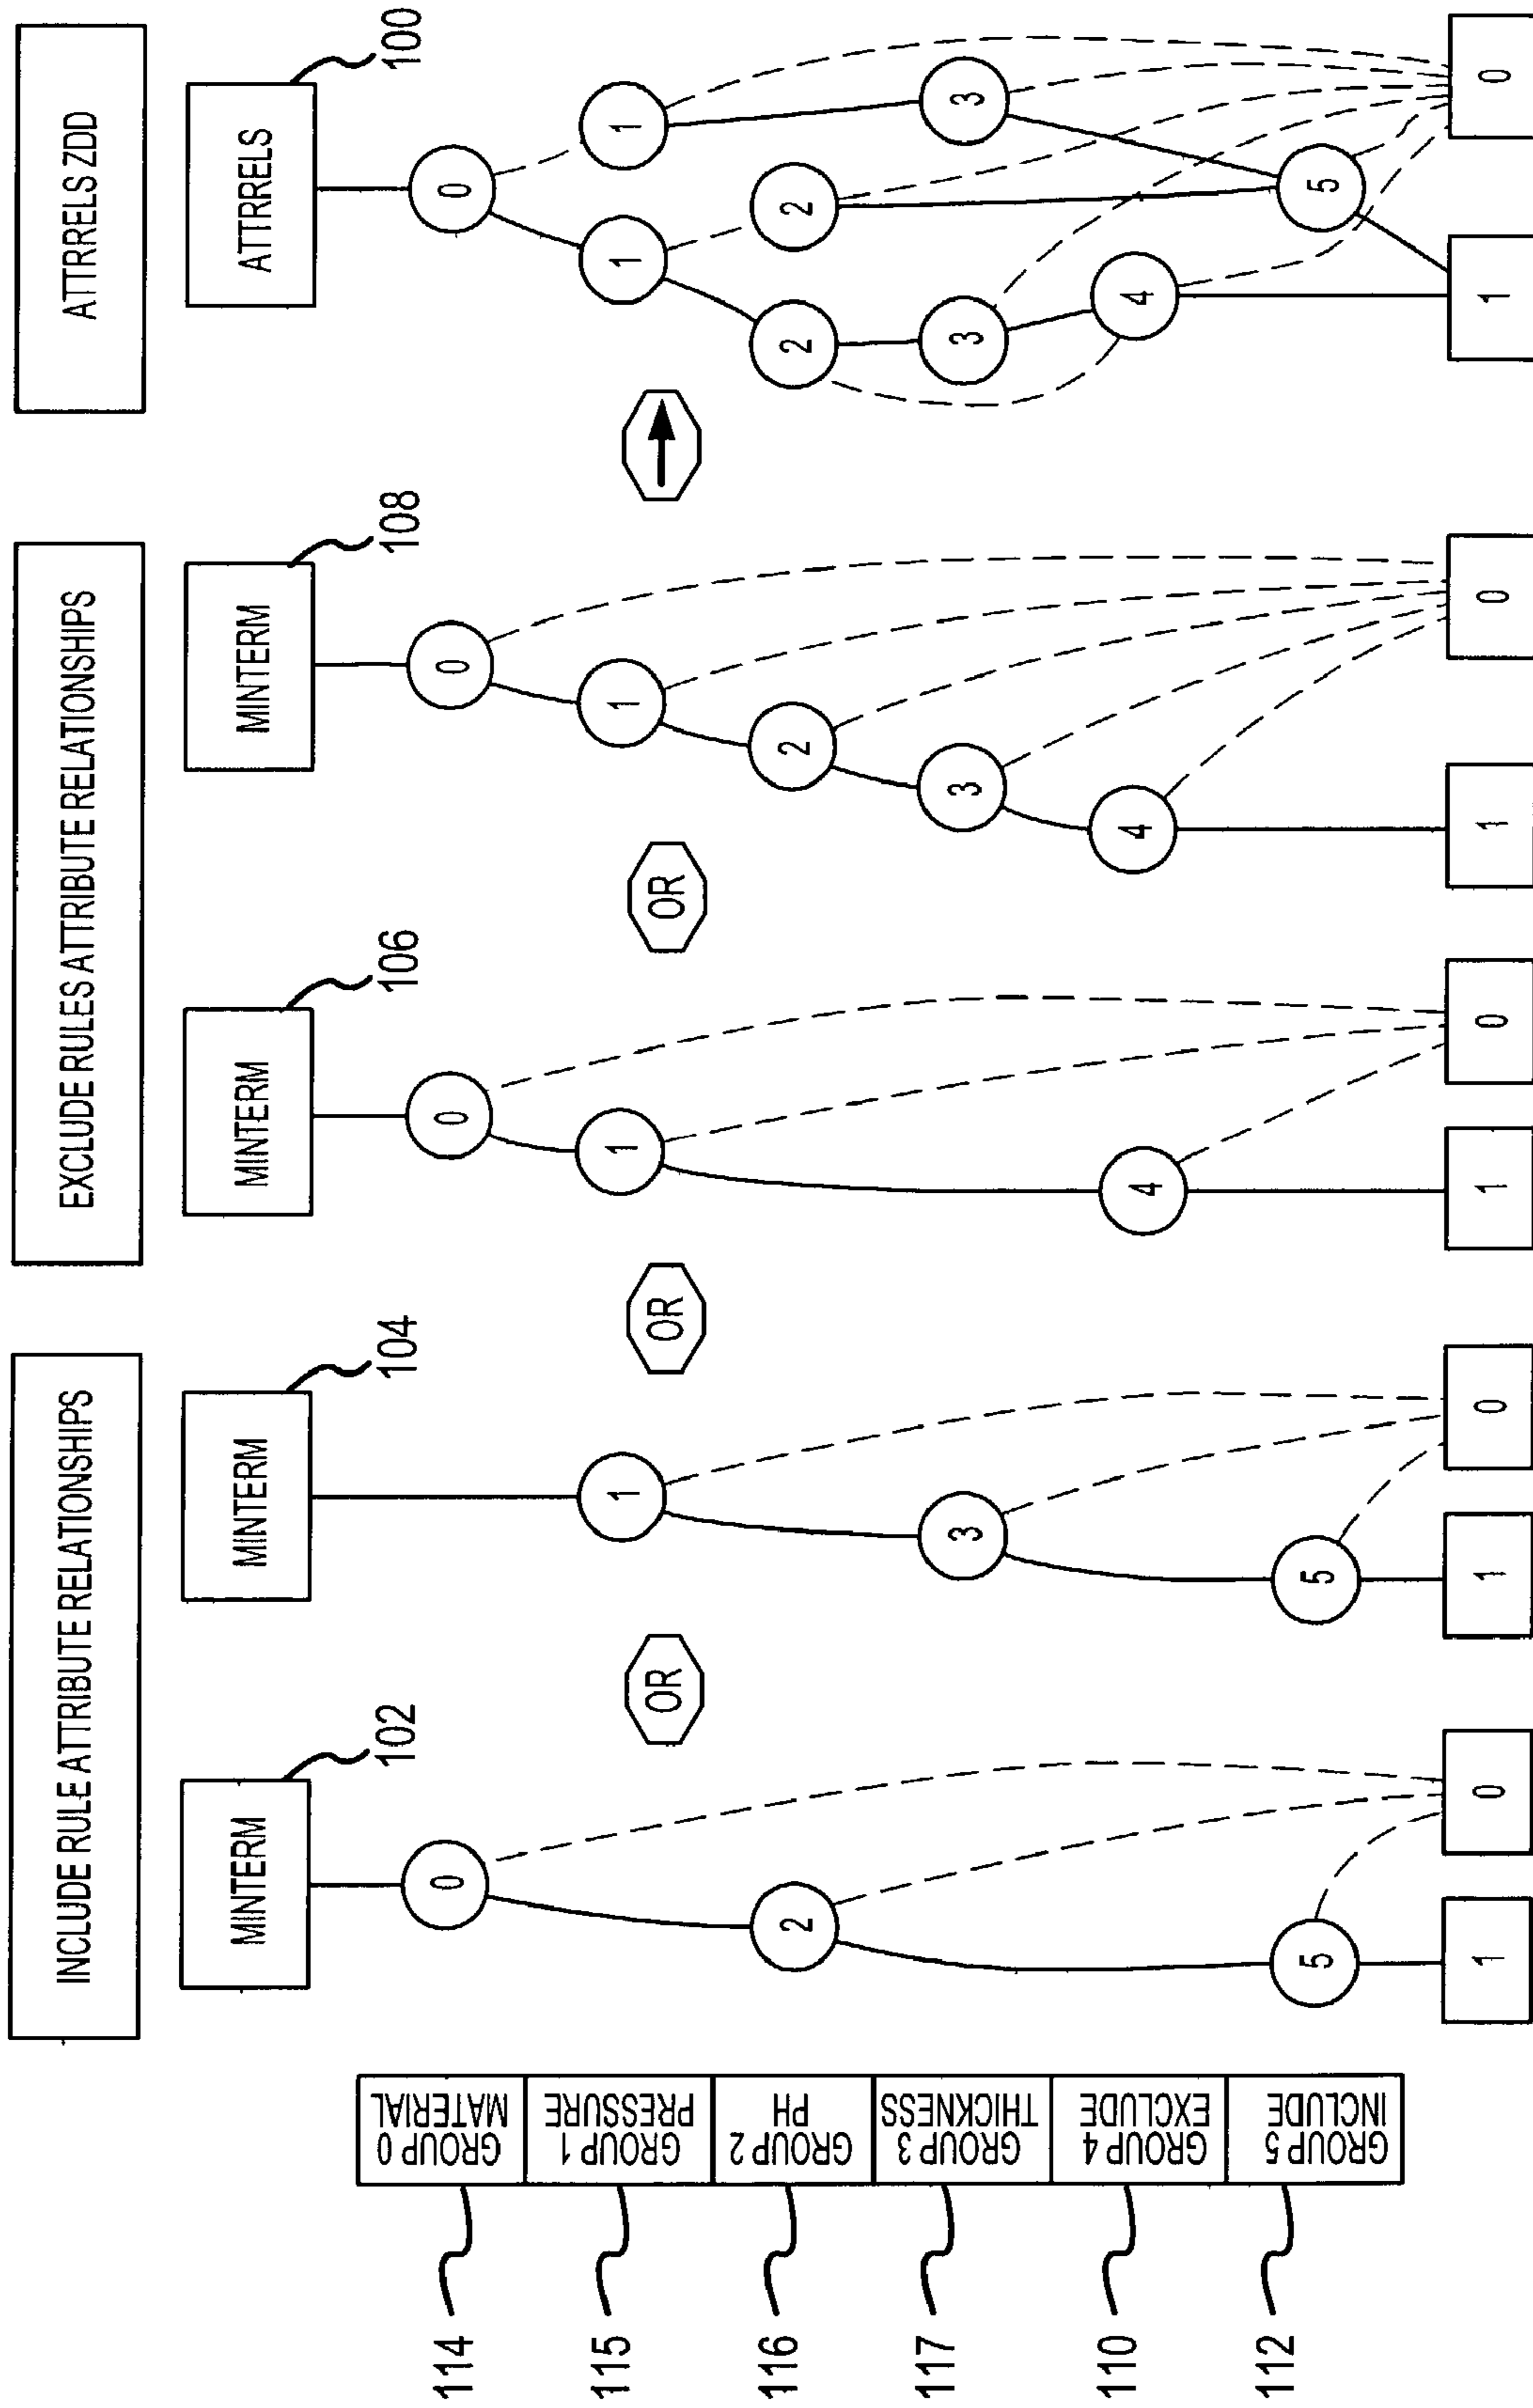 INCLUDE RULE ATTRIBUTE RELATIONSHIPS
EXCLUDE RULES ATTRIBUTE RELATIONSHIPS
ATTRRELS ZDD
MINTERM
102
MINTERM
104
MINTERM
106
MINTERM
108
ATTRRELS
100
114
GROUP 0
MATERIAL
115
GROUP 1
PRESSURE
116
GROUP 2
PH
117
GROUP 3
THICKNESS
110
GROUP 4
EXCLUDE
112
GROUP 5
INCLUDE
0
2
5
1
0
OR
1
3
5
1
0
OR
0
1
4
1
0
OR
0
1
2
3
4
1
0
0
1
1
2
2
3
3
4
5
1
0